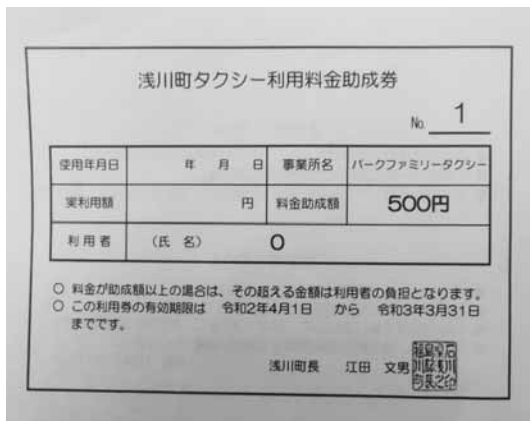 浅川町タクシー利用料金助成券
No. 1
使用年月日 年 月 日 事業所名 パークファミリータクシー
実利用額 円 料金助成額 500円
利用者 (氏 名) 0
○ 料金が助成額以上の場合は、その超える金額は利用者の負担となります。
○ この利用券の有効期限は 令和2年4月1日 から 令和3年3月31日
までです。
浅川町長 江田 文男